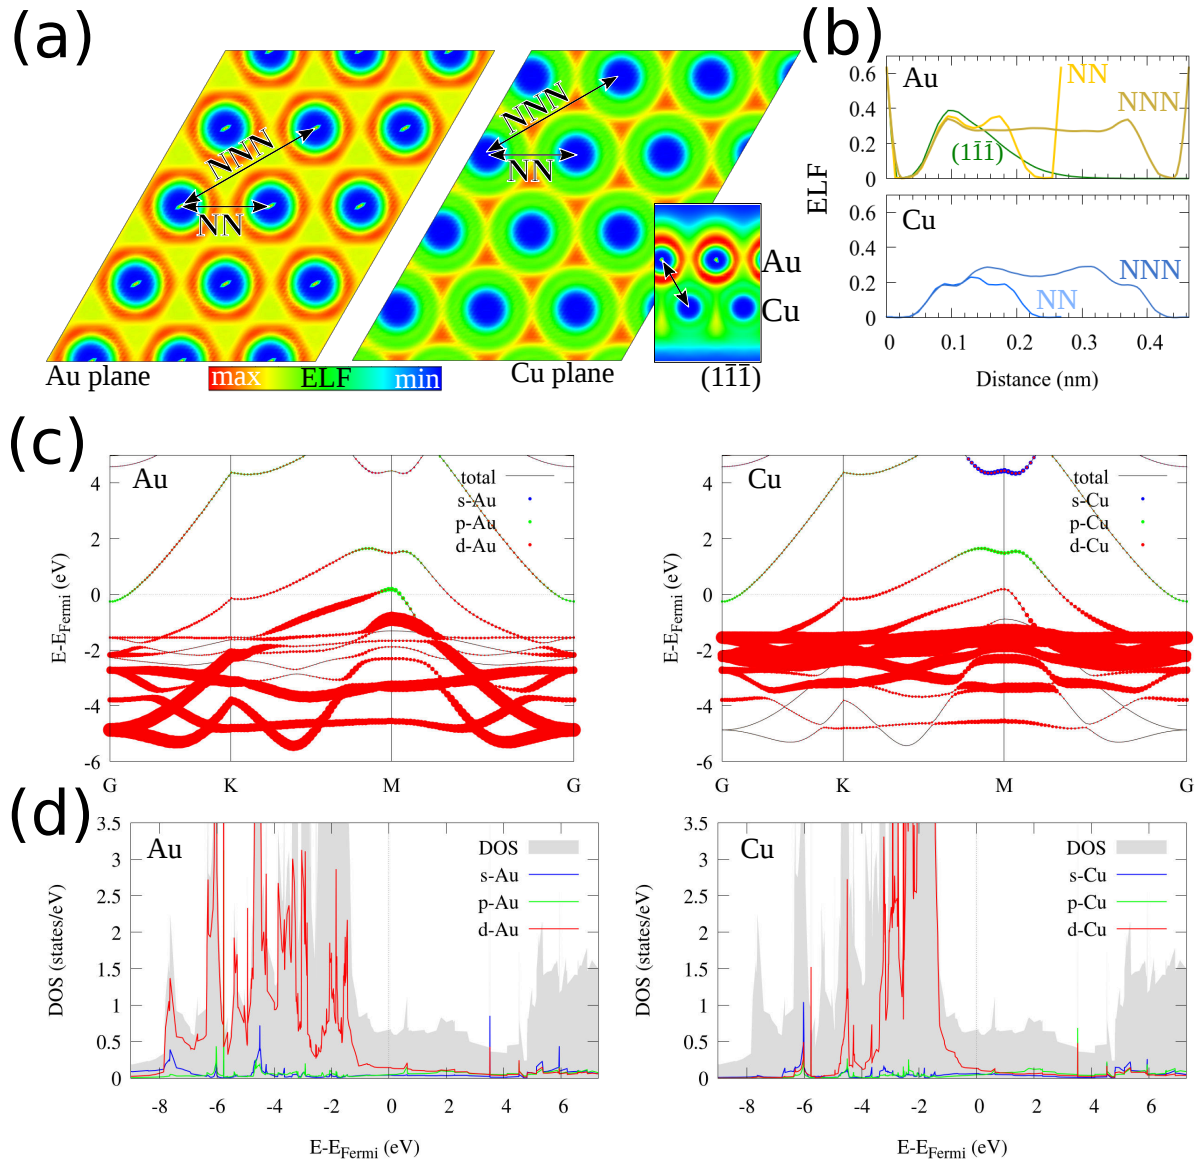 (a)
NNN
NN
Au plane
max ELF min
NNN
NN
Cu plane
Au
Cu
(11̄1̄)
(b)
ELF
0.6
0.4
0.2
0
Au
NN
NNN
(11̄1̄)
0.6
0.4
0.2
0
Cu
NNN
NN
0 0.1 0.2 0.3 0.4
Distance (nm)
(c)
E-EFermi (eV)
4
2
0
-2
-4
-6
Au
total
s-Au
p-Au
d-Au
G K M G
E-EFermi (eV)
4
2
0
-2
-4
-6
Cu
total
s-Cu
p-Cu
d-Cu
G K M G
(d)
DOS (states/eV)
3.5
3
2.5
2
1.5
1
0.5
0
Au
DOS
s-Au
p-Au
d-Au
-8 -6 -4 -2 0 2 4 6
E-EFermi (eV)
DOS (states/eV)
3.5
3
2.5
2
1.5
1
0.5
0
Cu
DOS
s-Cu
p-Cu
d-Cu
-8 -6 -4 -2 0 2 4 6
E-EFermi (eV)